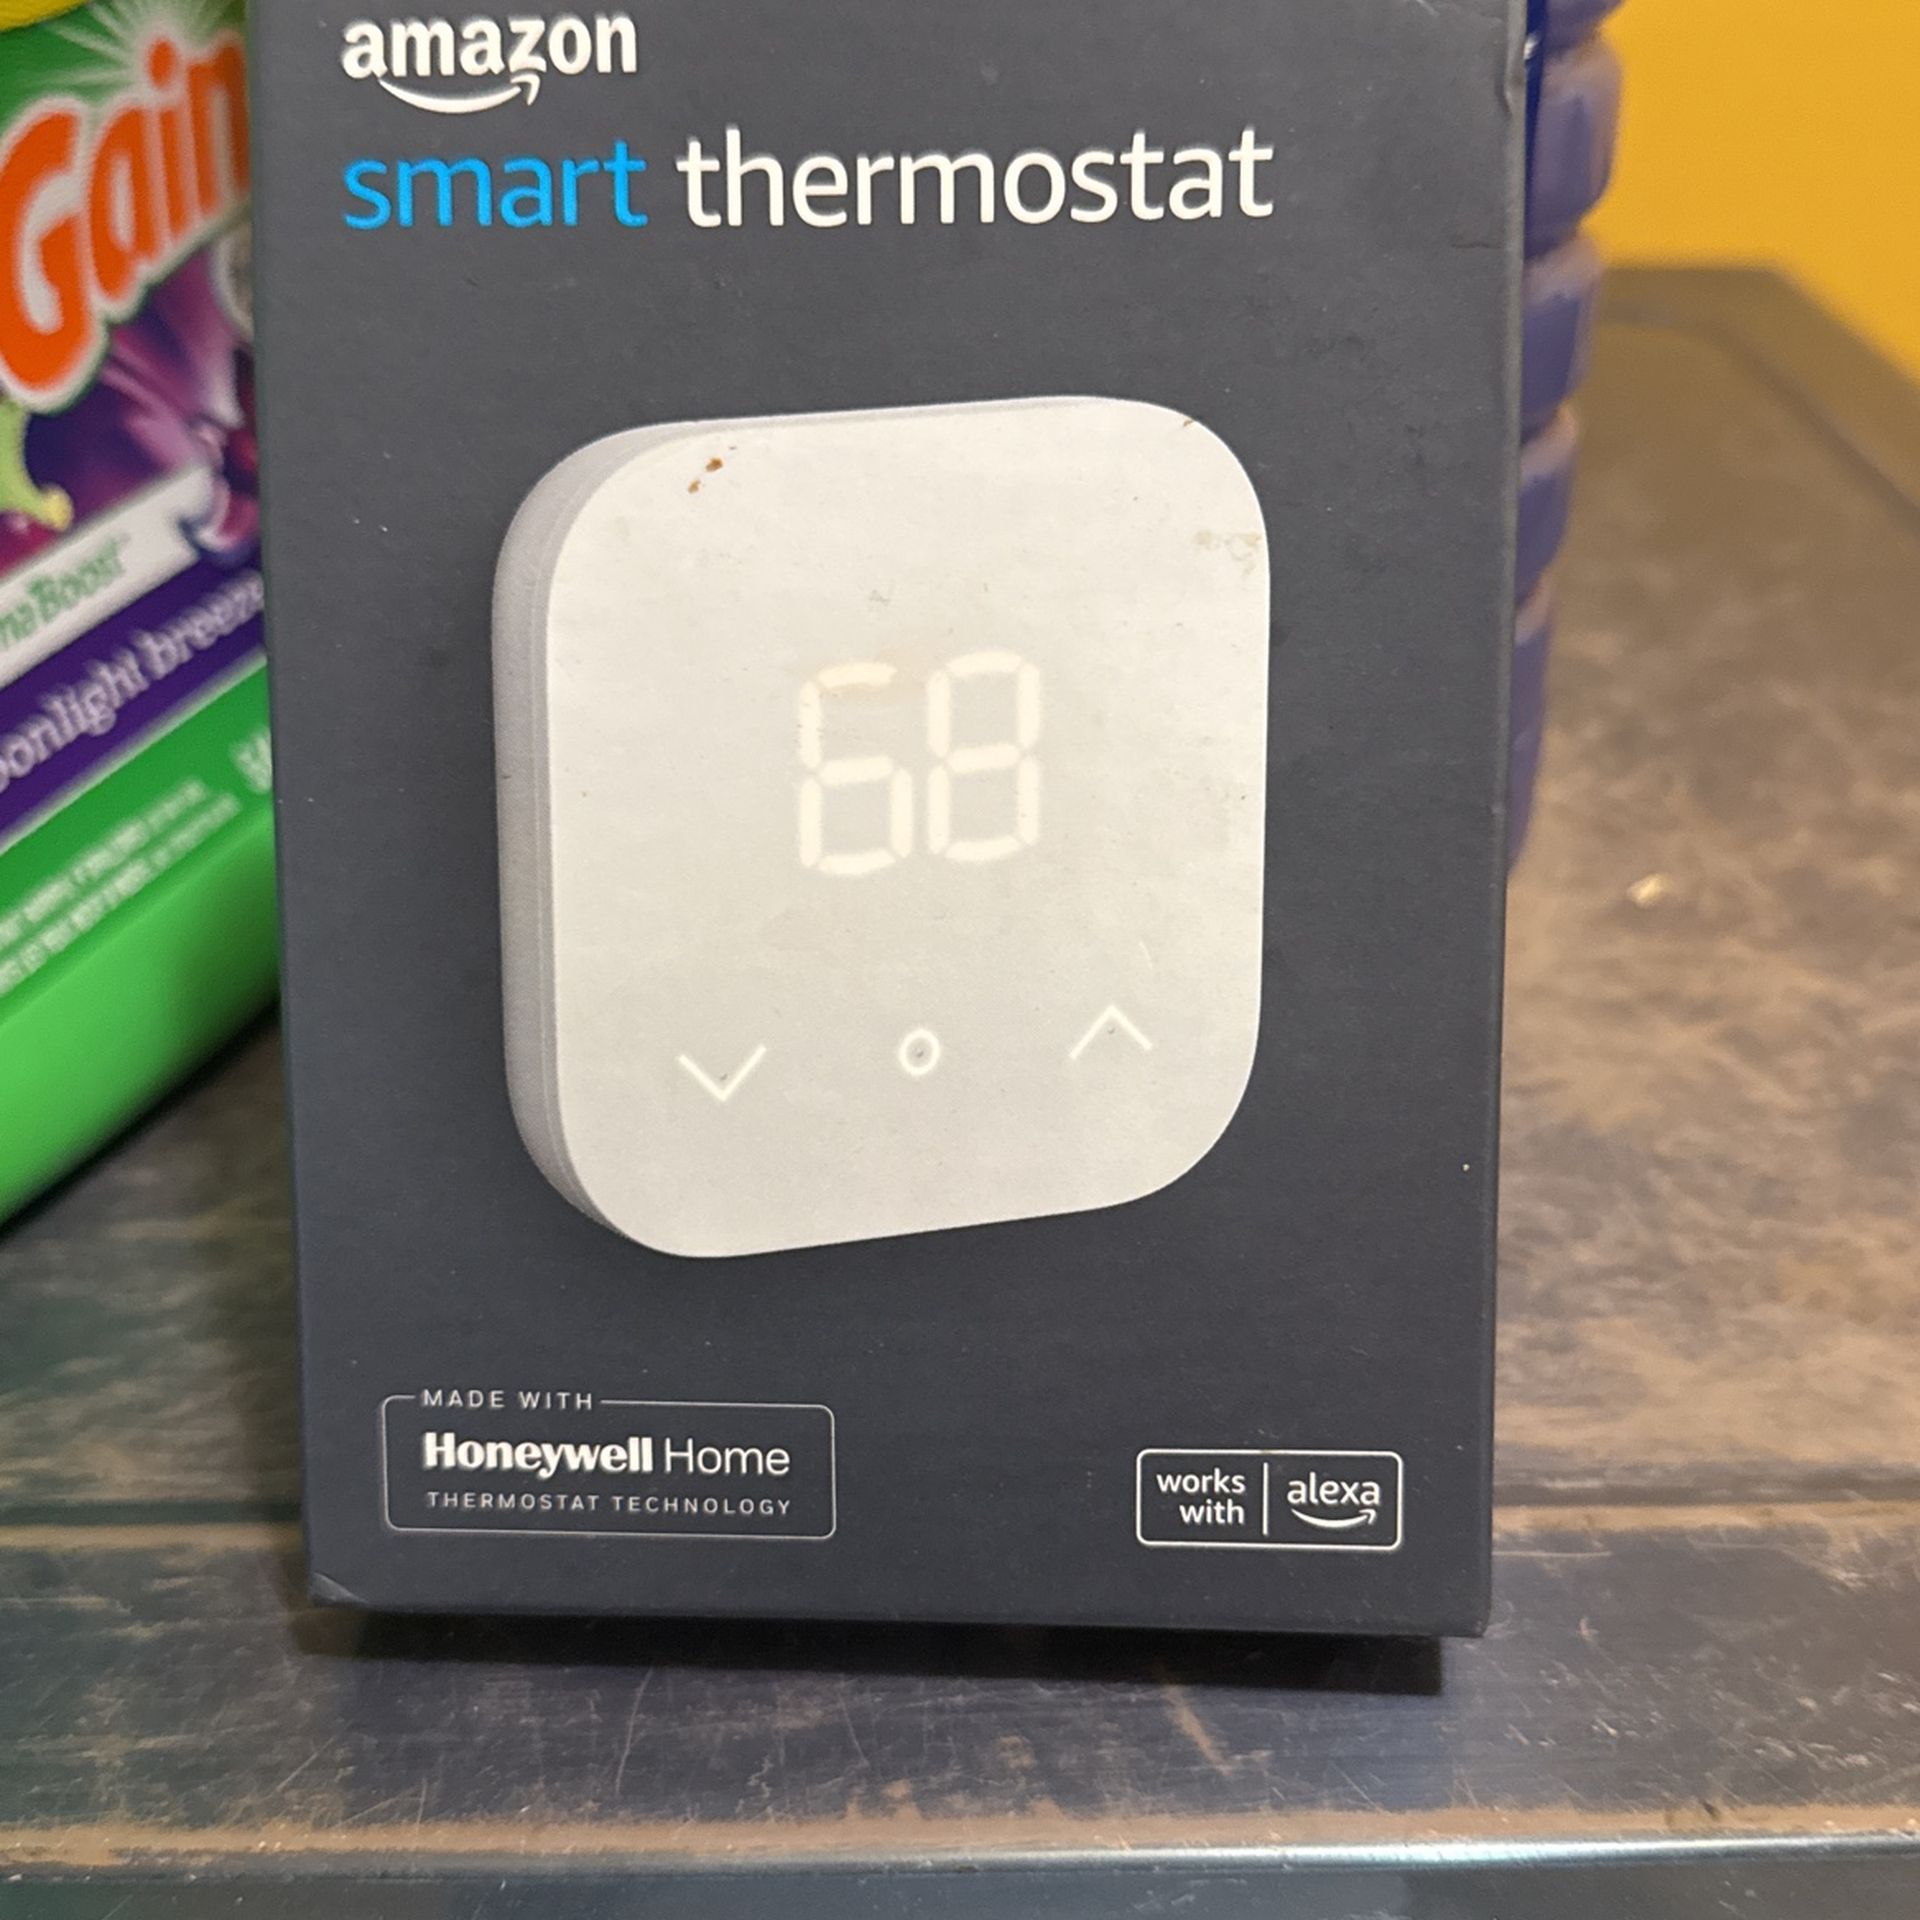 amazon
smart thermostat
Gain
68
MADE WITH
Honeywell Home
THERMOSTAT TECHNOLOGY
works with
alexa